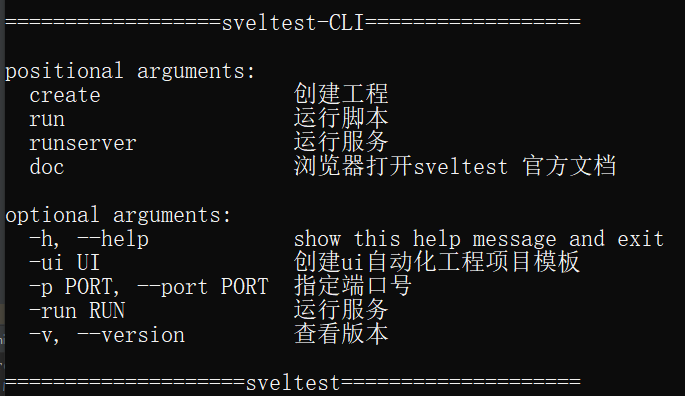 ==================sveltest-CLI==================
positional arguments:
create 创建工程
run 运行脚本
runserver 运行服务
doc 浏览器打开sveltest 官方文档
optional arguments:
-h, --help show this help message and exit
-ui UI 创建ui自动化工程项目模板
-p PORT, --port PORT 指定端口号
-run RUN 运行服务
-v, --version 查看版本
====================sveltest====================